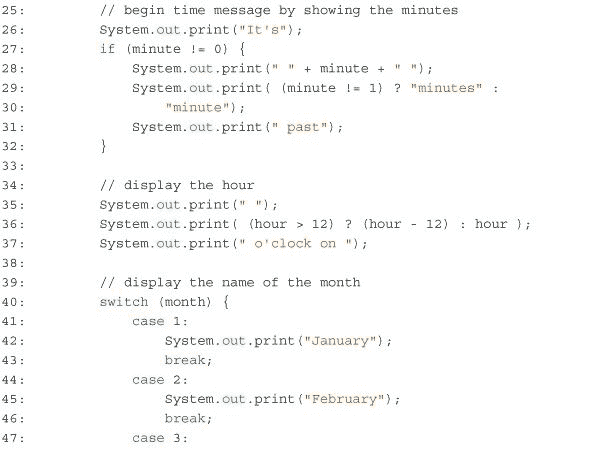 25:         // begin time message by showing the minutes
26:         System.out.print("It's");
27:         if (minute != 0) {
28:             System.out.print(" " + minute + " ");
29:             System.out.print( (minute != 1) ? "minutes" :
30:                 "minute");
31:             System.out.print(" past");
32:         }
33:
34:         // display the hour
35:         System.out.print(" ");
36:         System.out.print( (hour > 12) ? (hour - 12) : hour );
37:         System.out.print(" o'clock on ");
38:
39:         // display the name of the month
40:         switch (month) {
41:             case 1:
42:                 System.out.print("January");
43:                 break;
44:             case 2:
45:                 System.out.print("February");
46:                 break;
47:             case 3: